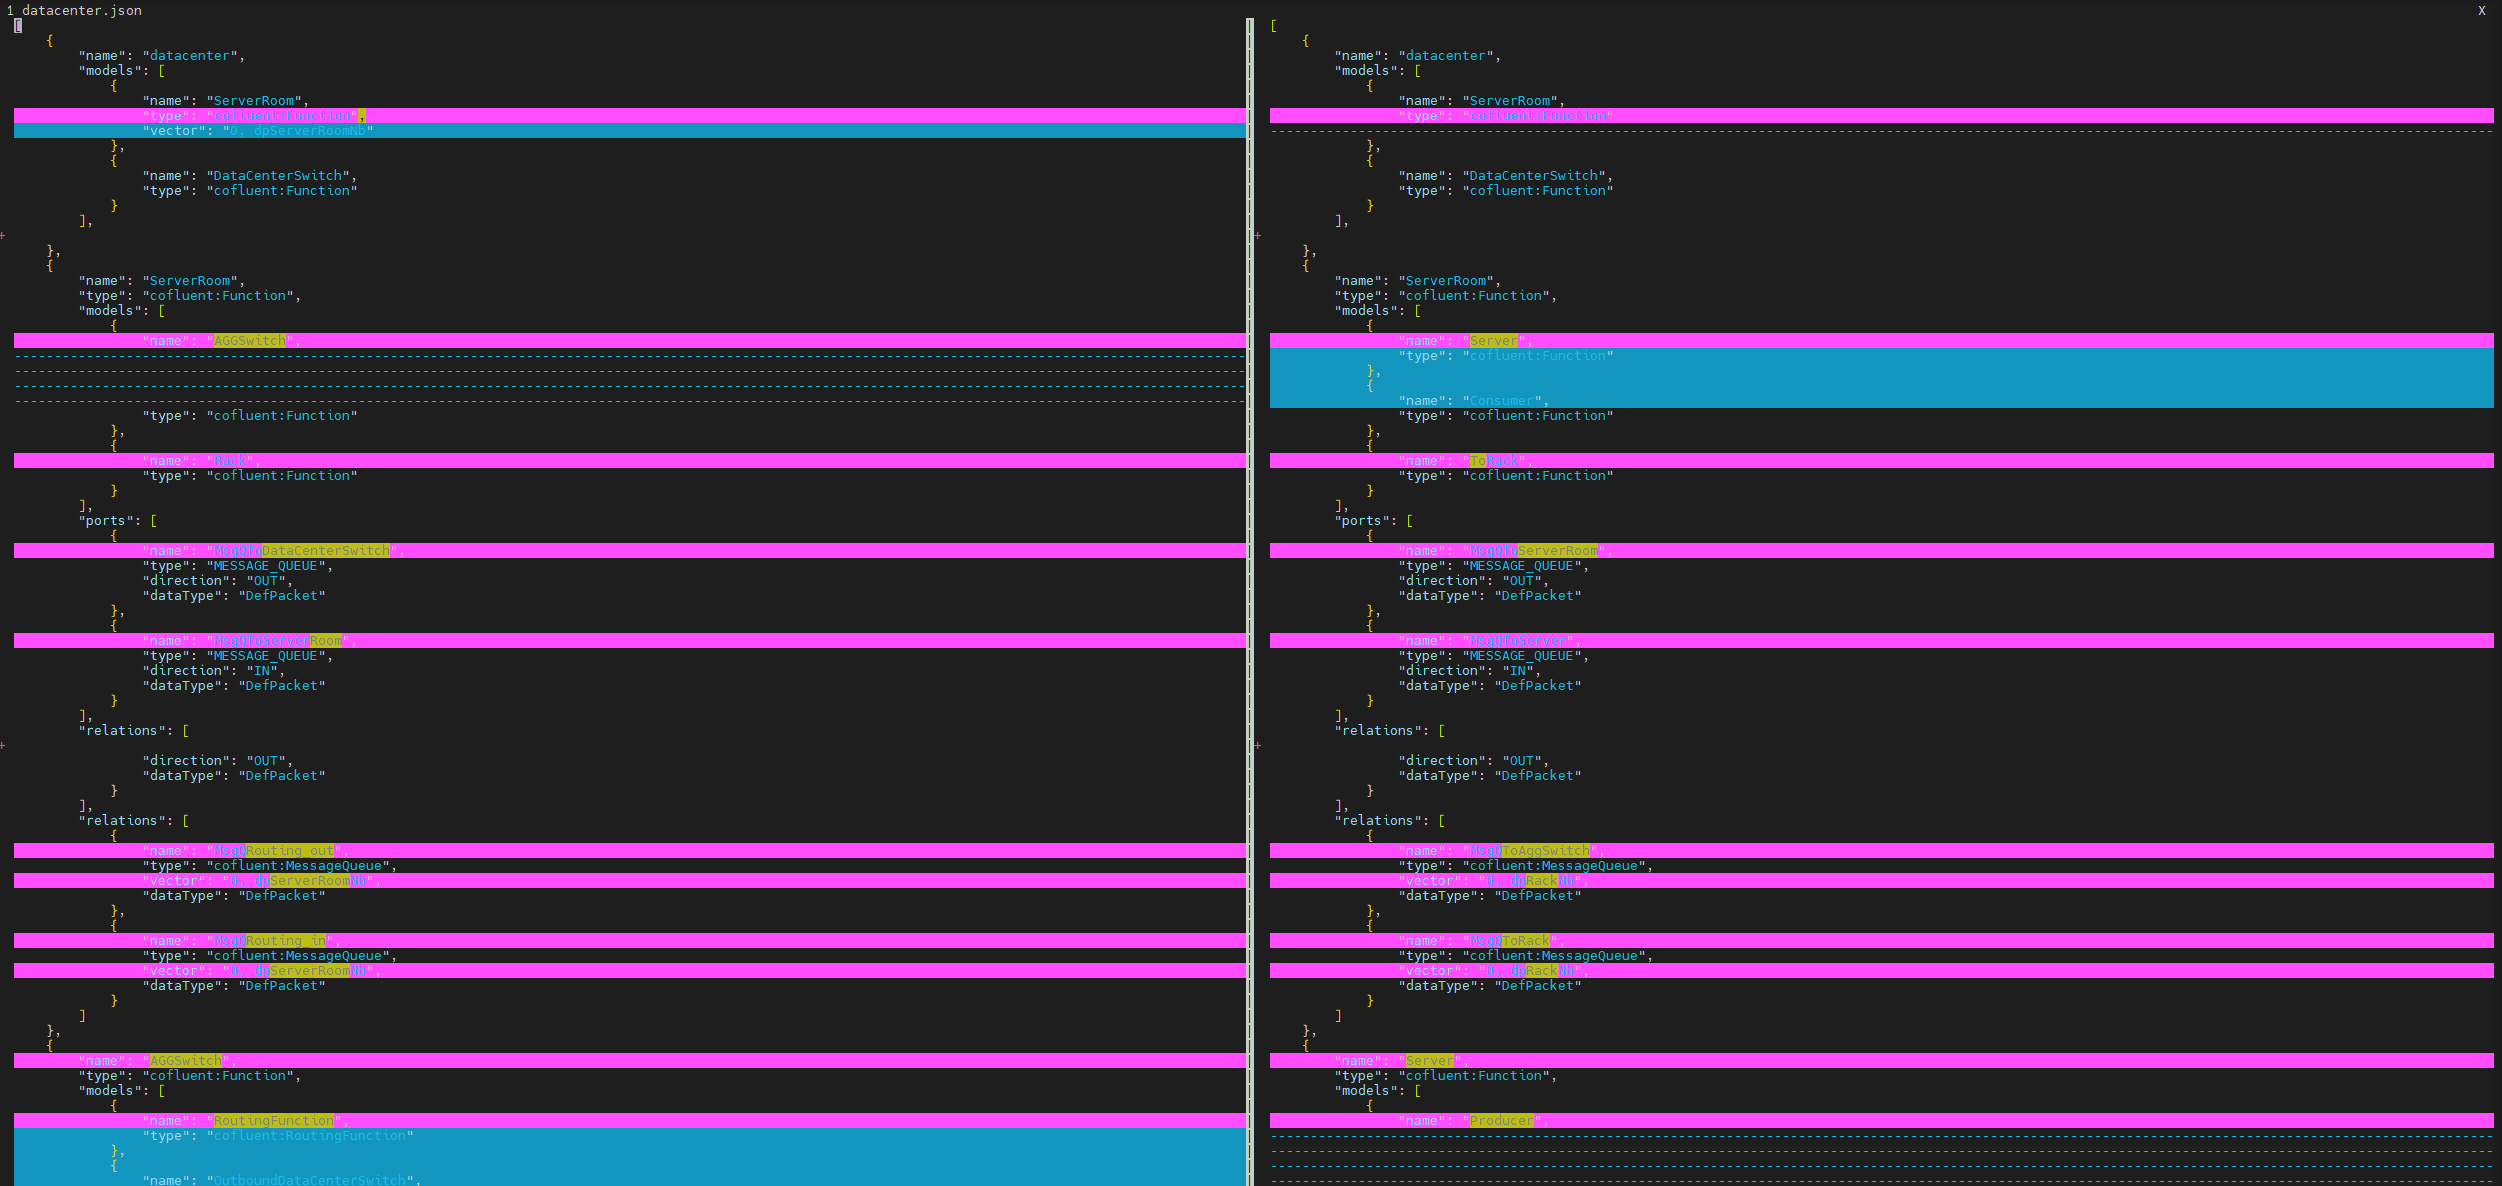 1 datacenter.json X
[
    {
        "name": "datacenter",
        "models": [
            {
                "name": "ServerRoom",
                "type": "cofluent:Function",
                "vector": "0, dpServerRoomNb"
            },
            {
                "name": "DataCenterSwitch",
                "type": "cofluent:Function"
            }
        ],
+
    },
    {
        "name": "ServerRoom",
        "type": "cofluent:Function",
        "models": [
            {
                "name": "AGGSwitch",
                "type": "cofluent:Function"
            },
            {
                "name": "Rack",
                "type": "cofluent:Function"
            }
        ],
        "ports": [
            {
                "name": "MsgQToDataCenterSwitch",
                "type": "MESSAGE_QUEUE",
                "direction": "OUT",
                "dataType": "DefPacket"
            },
            {
                "name": "MsgQToServerRoom",
                "type": "MESSAGE_QUEUE",
                "direction": "IN",
                "dataType": "DefPacket"
            }
        ],
        "relations": [
+
                "direction": "OUT",
                "dataType": "DefPacket"
            }
        ],
        "relations": [
            {
                "name": "MsgQRouting_out",
                "type": "cofluent:MessageQueue",
                "vector": "0, dpServerRoomNb",
                "dataType": "DefPacket"
            },
            {
                "name": "MsgQRouting_in",
                "type": "cofluent:MessageQueue",
                "vector": "0, dpServerRoomNb",
                "dataType": "DefPacket"
            }
        ]
    },
    {
        "name": "AGGSwitch",
        "type": "cofluent:Function",
        "models": [
            {
                "name": "RoutingFunction",
                "type": "cofluent:RoutingFunction"
            },
            {
                "name": "OutboundDataCenterSwitch",
[
    {
        "name": "datacenter",
        "models": [
            {
                "name": "ServerRoom",
                "type": "cofluent:Function"
            },
            {
                "name": "DataCenterSwitch",
                "type": "cofluent:Function"
            }
        ],
+
    },
    {
        "name": "ServerRoom",
        "type": "cofluent:Function",
        "models": [
            {
                "name": "Server",
                "type": "cofluent:Function"
            },
            {
                "name": "Consumer",
                "type": "cofluent:Function"
            },
            {
                "name": "ToRack",
                "type": "cofluent:Function"
            }
        ],
        "ports": [
            {
                "name": "MsgQToServerRoom",
                "type": "MESSAGE_QUEUE",
                "direction": "OUT",
                "dataType": "DefPacket"
            },
            {
                "name": "MsgQToServer",
                "type": "MESSAGE_QUEUE",
                "direction": "IN",
                "dataType": "DefPacket"
            }
        ],
        "relations": [
+
                "direction": "OUT",
                "dataType": "DefPacket"
            }
        ],
        "relations": [
            {
                "name": "MsgQToAggSwitch",
                "type": "cofluent:MessageQueue",
                "vector": "0, dpRackNb",
                "dataType": "DefPacket"
            },
            {
                "name": "MsgQToRack",
                "type": "cofluent:MessageQueue",
                "vector": "0, dpRackNb",
                "dataType": "DefPacket"
            }
        ]
    },
    {
        "name": "Server",
        "type": "cofluent:Function",
        "models": [
            {
                "name": "Producer",